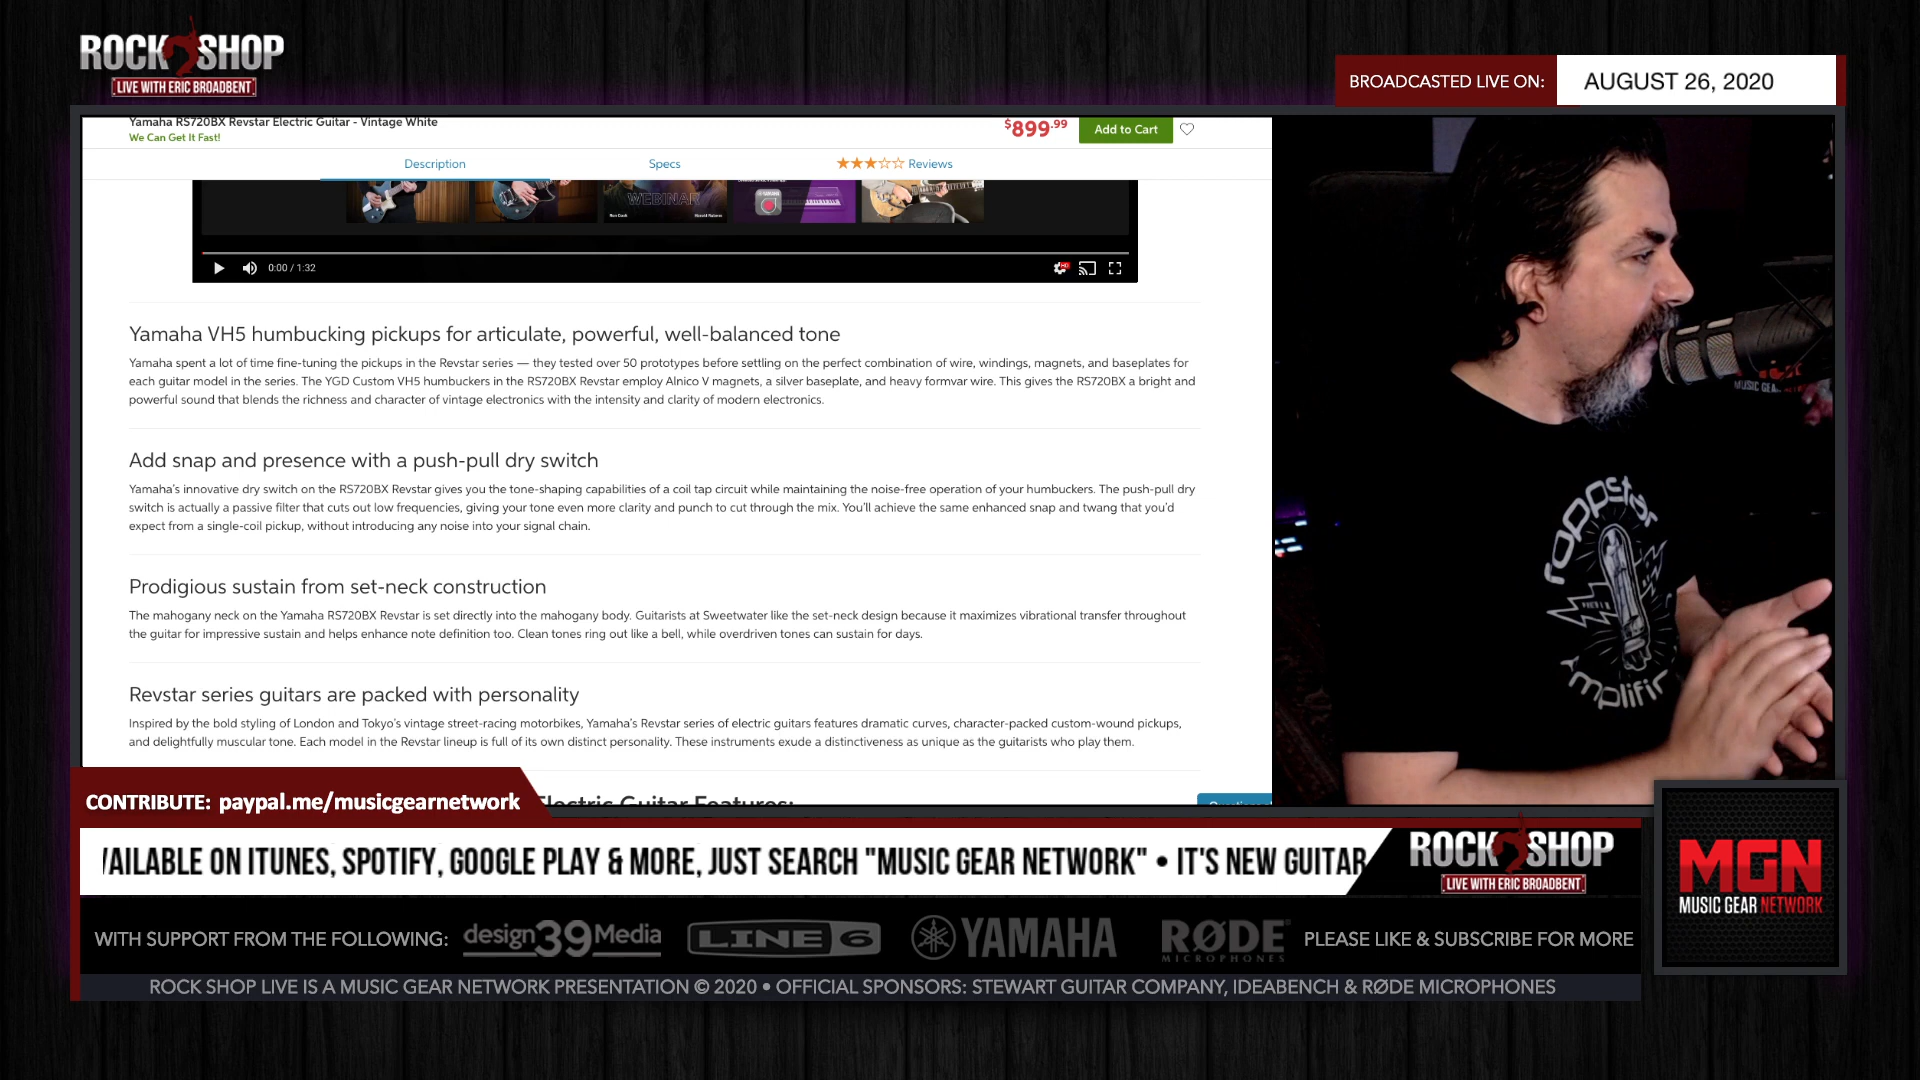 ROCK SHOP
LIVE WITH ERIC BROADBENT
BROADCASTED LIVE ON:
AUGUST 26, 2020
Yamaha RS720BX Revstar Electric Guitar - Vintage White
We Can Get It Fast!
$899.99
Add to Cart
Description
Specs
Reviews
WEBINAR
0:00 / 1:32
HD
Yamaha VH5 humbucking pickups for articulate, powerful, well-balanced tone
Yamaha spent a lot of time fine-tuning the pickups in the Revstar series — they tested over 50 prototypes before settling on the perfect combination of wire, windings, magnets, and baseplates for
each guitar model in the series. The YGD Custom VH5 humbuckers in the RS720BX Revstar employ Alnico V magnets, a silver baseplate, and heavy formvar wire. This gives the RS720BX a bright and
powerful sound that blends the richness and character of vintage electronics with the intensity and clarity of modern electronics.
Add snap and presence with a push-pull dry switch
Yamaha's innovative dry switch on the RS720BX Revstar gives you the tone-shaping capabilities of a coil tap circuit while maintaining the noise-free operation of your humbuckers. The push-pull dry
switch is actually a passive filter that cuts out low frequencies, giving your tone even more clarity and punch to cut through the mix. You'll achieve the same enhanced snap and twang that you'd
expect from a single-coil pickup, without introducing any noise into your signal chain.
Prodigious sustain from set-neck construction
The mahogany neck on the Yamaha RS720BX Revstar is set directly into the mahogany body. Guitarists at Sweetwater like the set-neck design because it maximizes vibrational transfer throughout
the guitar for impressive sustain and helps enhance note definition too. Clean tones ring out like a bell, while overdriven tones can sustain for days.
Revstar series guitars are packed with personality
Inspired by the bold styling of London and Tokyo's vintage street-racing motorbikes, Yamaha's Revstar series of electric guitars features dramatic curves, character-packed custom-wound pickups,
and delightfully muscular tone. Each model in the Revstar lineup is full of its own distinct personality. These instruments exude a distinctiveness as unique as the guitarists who play them.
Electric Guitar Features:
MUSIC GEA
CONTRIBUTE: paypal.me/musicgearnetwork
AILABLE ON ITUNES, SPOTIFY, GOOGLE PLAY & MORE, JUST SEARCH "MUSIC GEAR NETWORK" • IT'S NEW GUITAR
ROCK SHOP
LIVE WITH ERIC BROADBENT
MGN
MUSIC GEAR NETWORK
WITH SUPPORT FROM THE FOLLOWING:
design39Media
LINE 6
YAMAHA
RØDE
MICROPHONES
PLEASE LIKE & SUBSCRIBE FOR MORE
ROCK SHOP LIVE IS A MUSIC GEAR NETWORK PRESENTATION © 2020 • OFFICIAL SPONSORS: STEWART GUITAR COMPANY, IDEABENCH & RØDE MICROPHONES